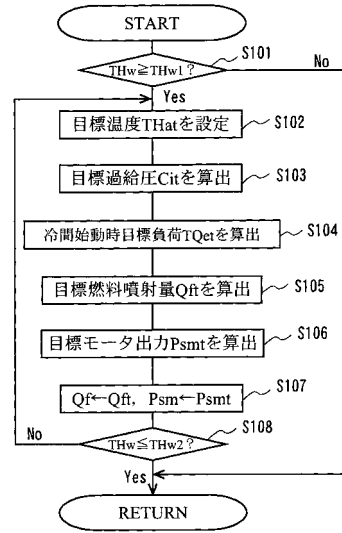 START
S101
THw≧THw1?
No
Yes
目標温度THatを設定
S102
目標過給圧Citを算出
S103
冷間始動時目標負荷TQetを算出
S104
目標燃料噴射量Qftを算出
S105
目標モータ出力Psmtを算出
S106
Qf←Qft, Psm←Psmt
S107
No
THw≦THw2?
S108
Yes
RETURN